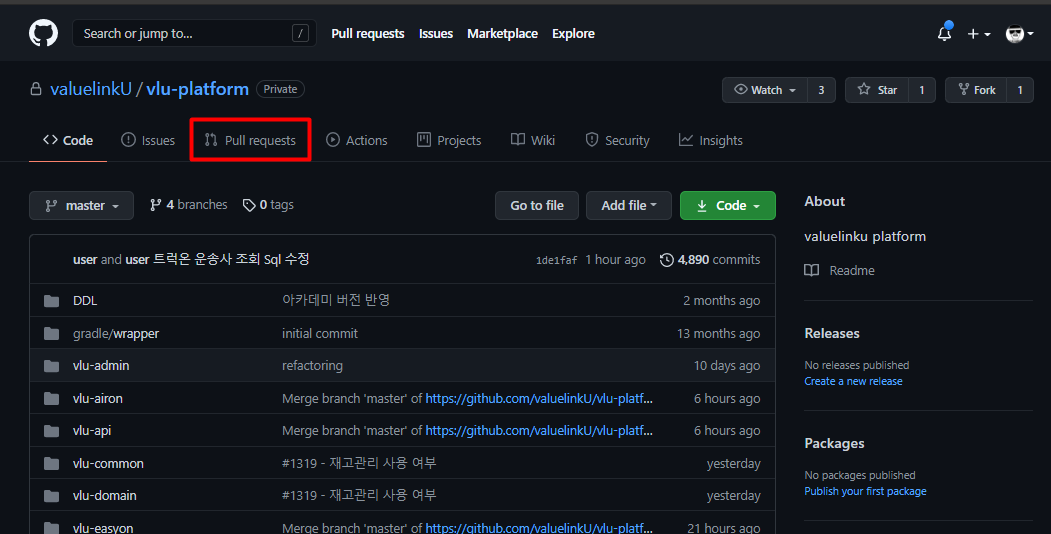 Search or jump to... / Pull requests Issues Marketplace Explore
valuelinkU / vlu-platform Private Watch 3 Star 1 Fork 1
Code Issues Pull requests Actions Projects Wiki Security Insights
master 4 branches 0 tags Go to file Add file Code
About
valuelinku platform
Readme
user and user 트럭온 운송사 조회 Sql 수정 1de1faf 1 hour ago 4,890 commits
DDL 아카데미 버전 반영 2 months ago
gradle/wrapper initial commit 13 months ago
vlu-admin refactoring 10 days ago
vlu-airon Merge branch 'master' of https://github.com/valuelinkU/vlu-platf... 6 hours ago
vlu-api Merge branch 'master' of https://github.com/valuelinkU/vlu-platf... 6 hours ago
vlu-common #1319 - 재고관리 사용 여부 yesterday
vlu-domain #1319 - 재고관리 사용 여부 yesterday
vlu-easyon Merge branch 'master' of https://github.com/valuelinkU/vlu-platf... 21 hours ago
Releases
No releases published
Create a new release
Packages
No packages published
Publish your first package